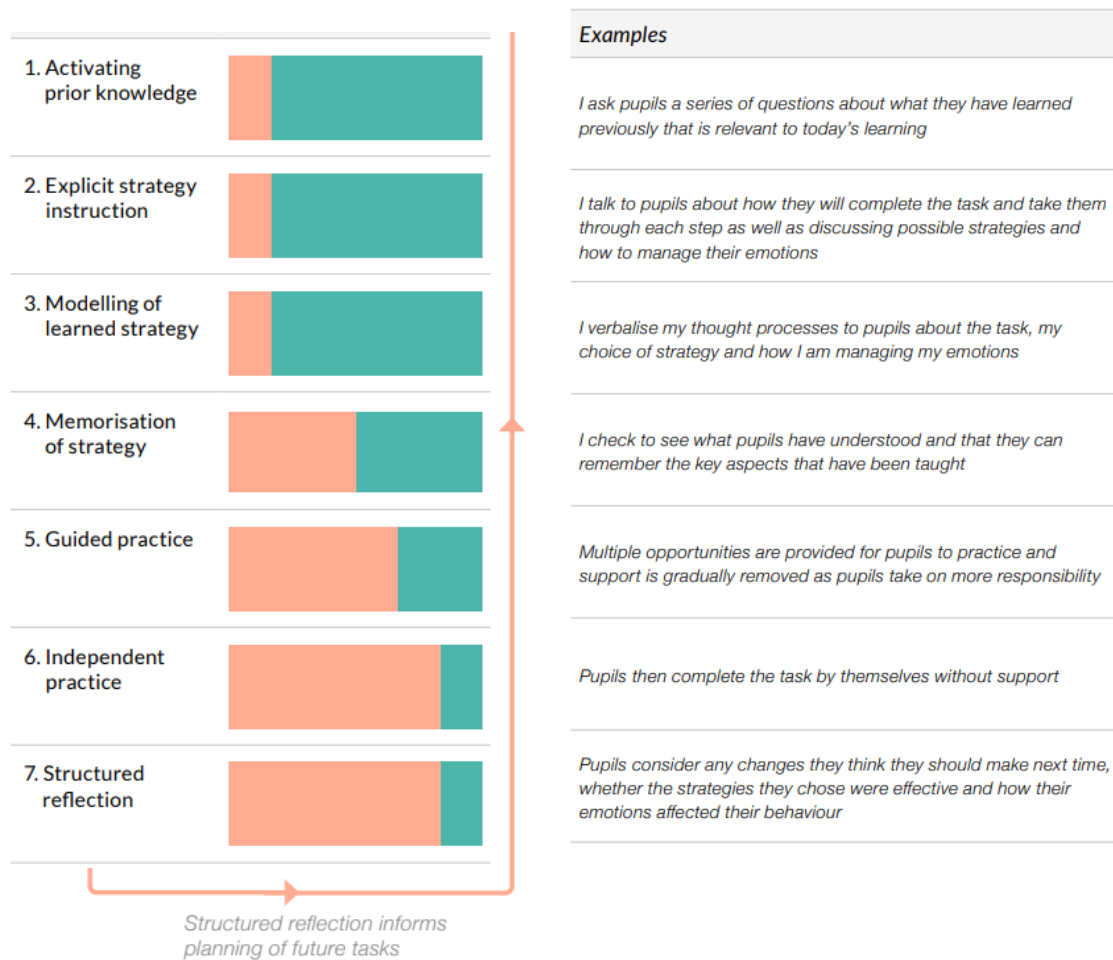 1. Activating
prior knowledge
2. Explicit strategy
instruction
3. Modelling of
learned strategy
4. Memorisation
of strategy
5. Guided practice
6. Independent
practice
7. Structured
reflection
Structured reflection informs
planning of future tasks
Examples
I ask pupils a series of questions about what they have learned
previously that is relevant to today's learning
I talk to pupils about how they will complete the task and take them
through each step as well as discussing possible strategies and
how to manage their emotions
I verbalise my thought processes to pupils about the task, my
choice of strategy and how I am managing my emotions
I check to see what pupils have understood and that they can
remember the key aspects that have been taught
Multiple opportunities are provided for pupils to practice and
support is gradually removed as pupils take on more responsibility
Pupils then complete the task by themselves without support
Pupils consider any changes they think they should make next time,
whether the strategies they chose were effective and how their
emotions affected their behaviour